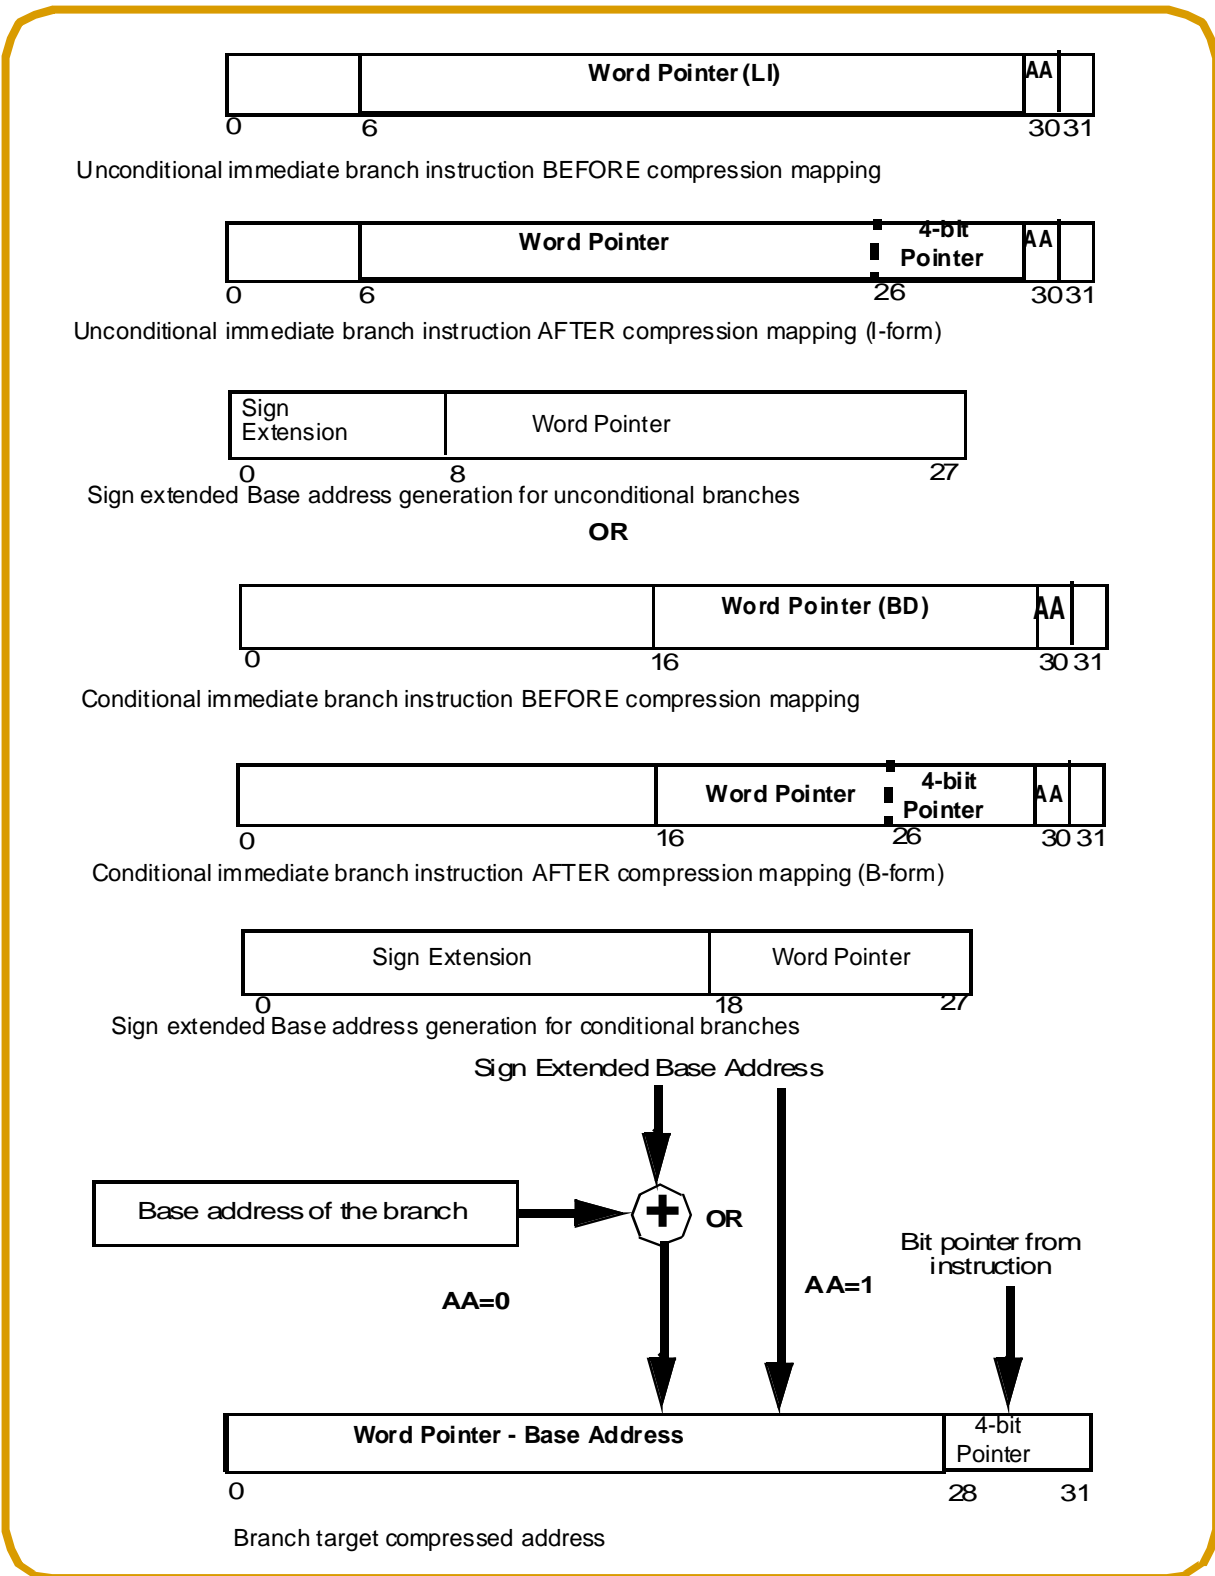 Word Pointer (LI) AA
0 6 30 31
Unconditional immediate branch instruction BEFORE compression mapping
Word Pointer 4-bit Pointer AA
0 6 26 30 31
Unconditional immediate branch instruction AFTER compression mapping (I-form)
Sign
Extension
Word Pointer
0 8 27
Sign extended Base address generation for unconditional branches
OR
Word Pointer (BD) AA
0 16 30 31
Conditional immediate branch instruction BEFORE compression mapping
Word Pointer 4-biit Pointer AA
0 16 26 30 31
Conditional immediate branch instruction AFTER compression mapping (B-form)
Sign Extension Word Pointer
0 18 27
Sign extended Base address generation for conditional branches
Sign Extended Base Address
Base address of the branch
+ OR
Bit pointer from
instruction
AA=0 AA=1
Word Pointer - Base Address
4-bit
Pointer
0 28 31
Branch target compressed address